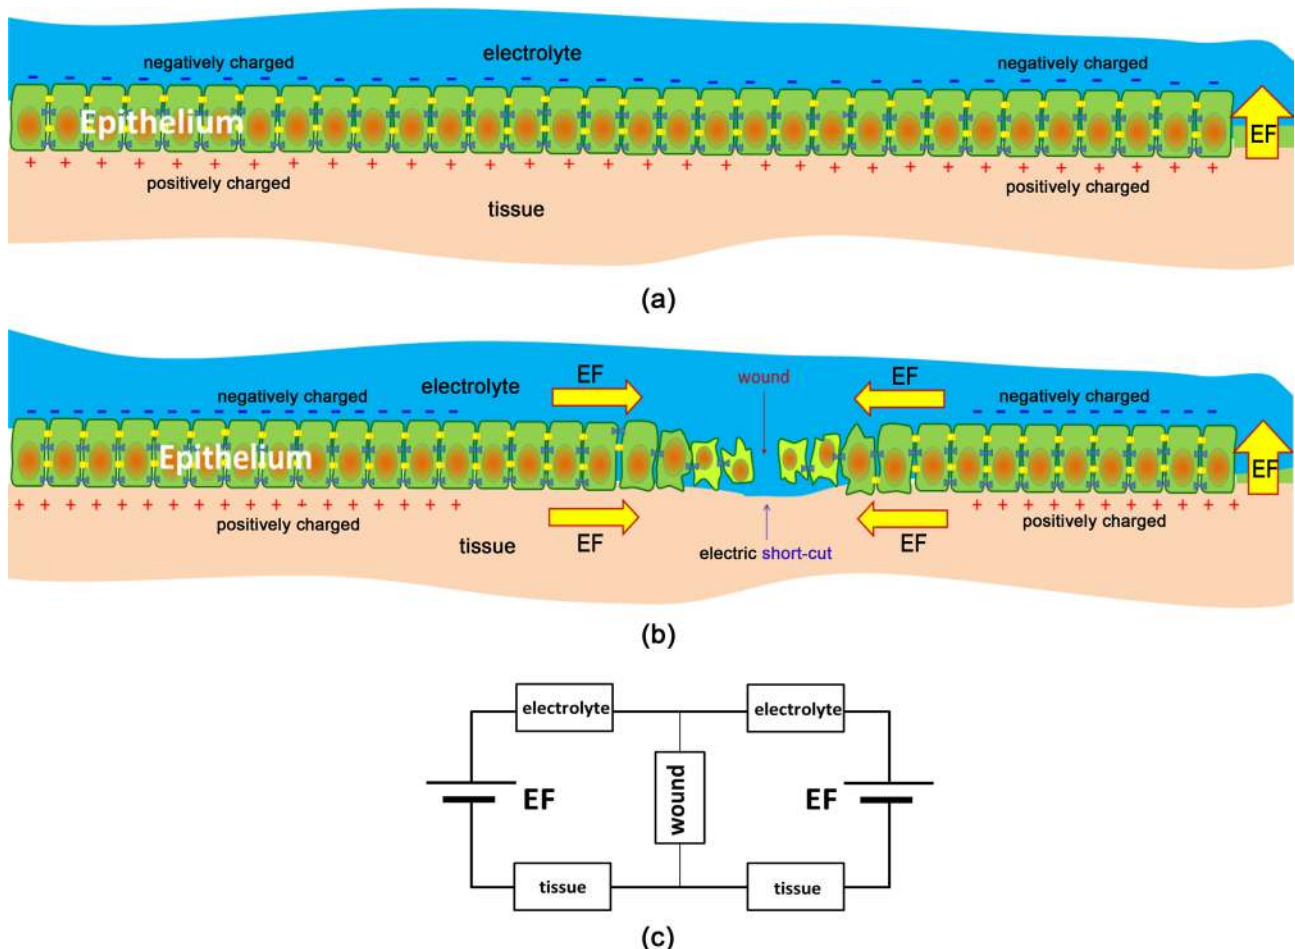 electrolyte
negatively charged
negatively charged
Epithelium
EF
positively charged
positively charged
tissue
(a)
EF
wound
EF
negatively charged
electrolyte
negatively charged
Epithelium
EF
positively charged
positively charged
tissue
EF
electric short-cut
EF
(b)
electrolyte
electrolyte
EF
wound
EF
tissue
tissue
(c)